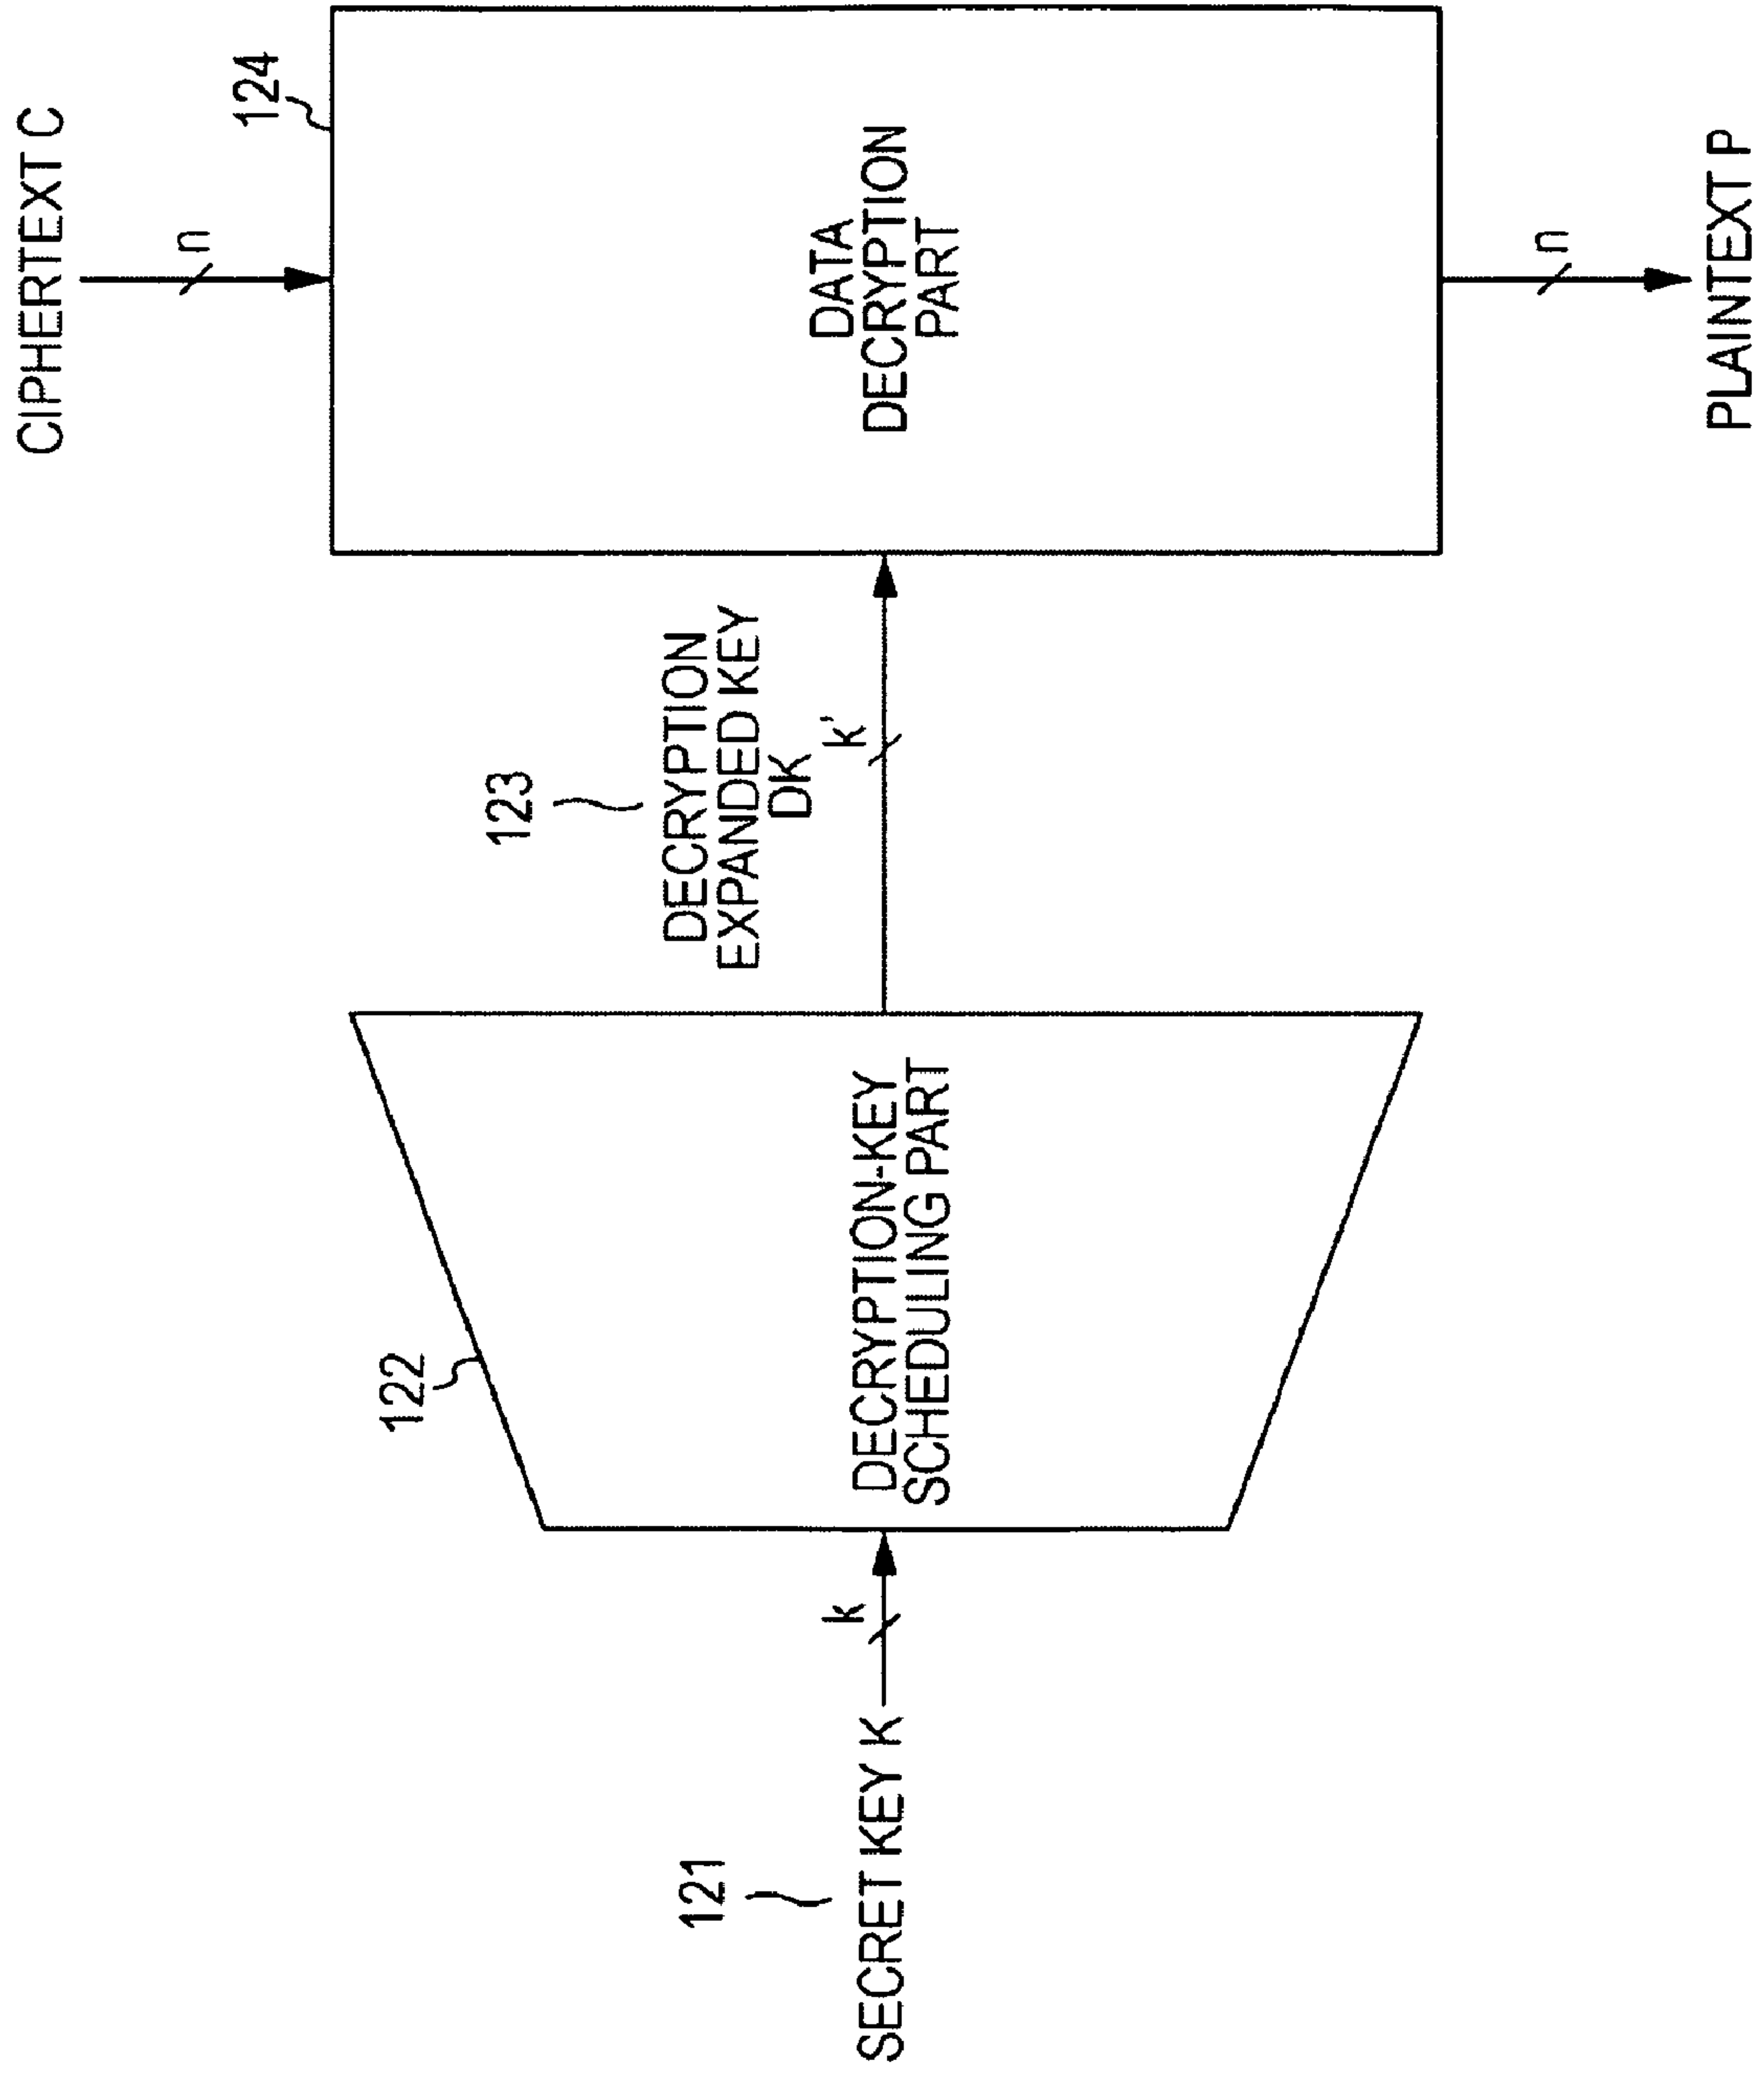 CIPHERTEXT C
n
124
DATA
DECRYPTION
PART
n
PLAINTEXT P
123
DECRYPTION
EXPANDED KEY
DK
k'
122
DECRYPTION-KEY
SCHEDULING PART
k
121
SECRET KEY K